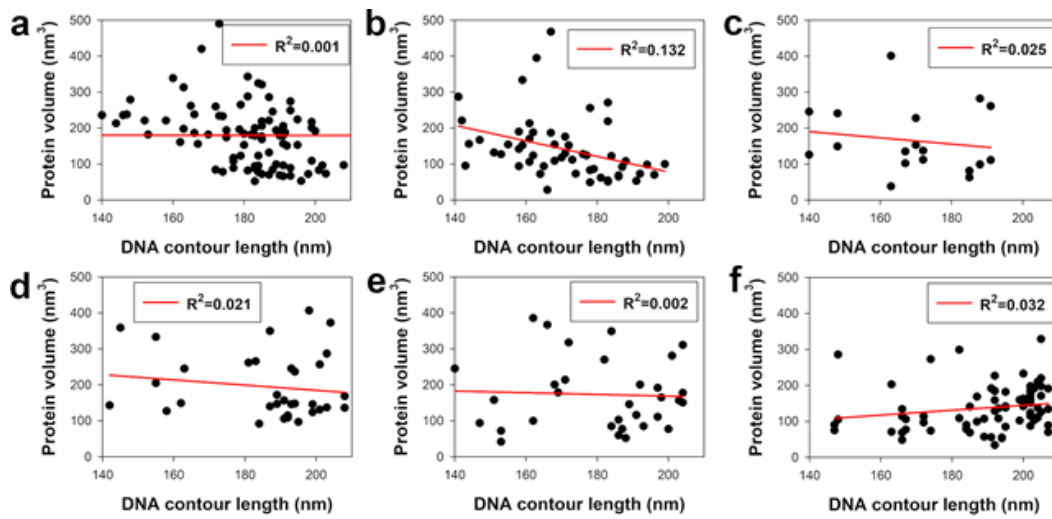 a
Protein volume (nm³)
500
400
300
200
100
0
R²=0.001
140 160 180 200
DNA contour length (nm)
b
Protein volume (nm³)
500
400
300
200
100
0
R²=0.132
140 160 180 200
DNA contour length (nm)
c
Protein volume (nm³)
500
400
300
200
100
0
R²=0.025
140 160 180 200
DNA contour length (nm)
d
Protein volume (nm³)
500
400
300
200
100
0
R²=0.021
140 160 180 200
DNA contour length (nm)
e
Protein volume (nm³)
500
400
300
200
100
0
R²=0.002
140 160 180 200
DNA contour length (nm)
f
Protein volume (nm³)
500
400
300
200
100
0
R²=0.032
140 160 180 200
DNA contour length (nm)